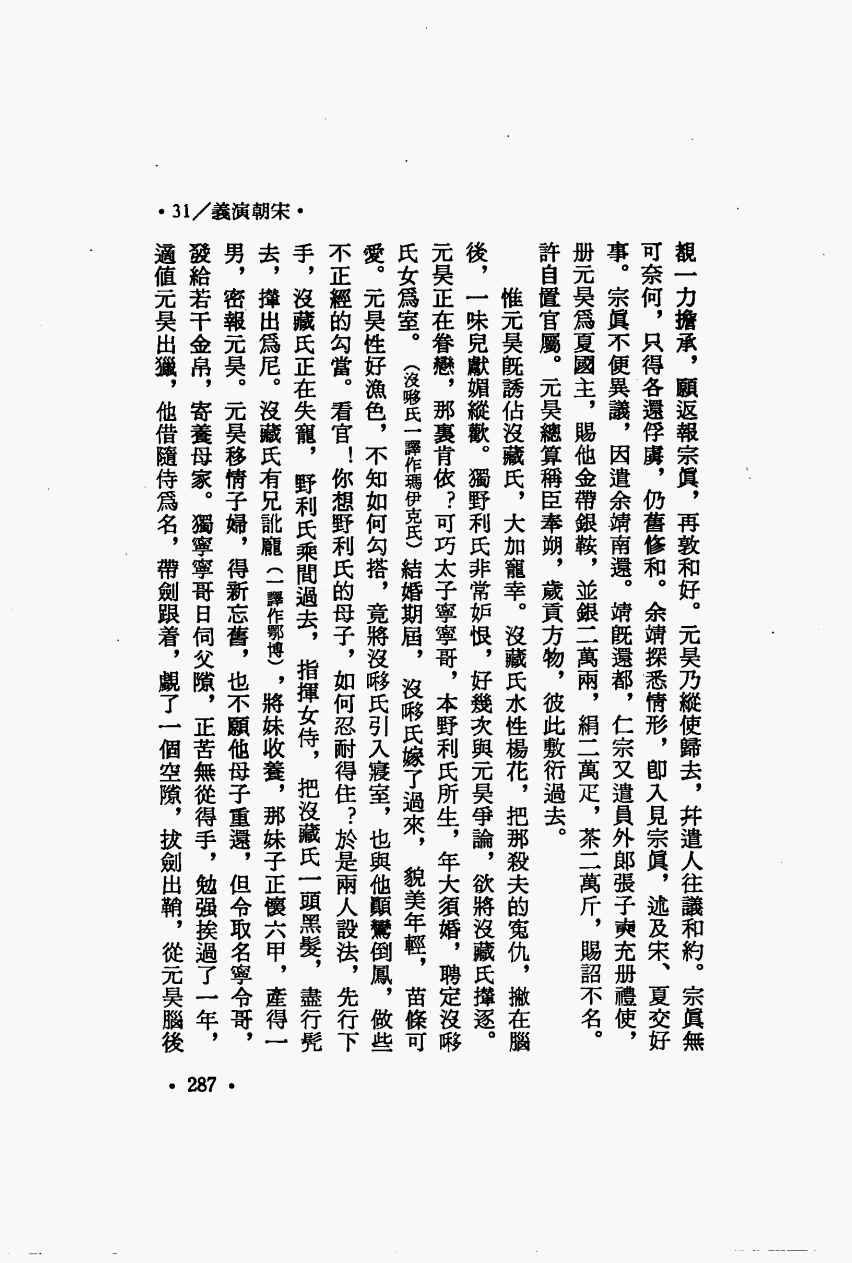 •31／義演朝宋•
覩一力擔承，願返報宗眞，再敦和好。元昊乃縱使歸去，幷遣人往議和約。宗眞無
可奈何，只得各還俘虜，仍舊修和。余靖探悉情形，卽入見宗眞，述及宋、夏交好
事。宗眞不便異議，因遣余靖南還。靖旣還都，仁宗又遣員外郎張子奭充册禮使，
册元昊爲夏國主，賜他金帶銀鞍，並銀二萬兩，絹二萬疋，茶二萬斤，賜詔不名。
許自置官屬。元昊總算稱臣奉朔，歲貢方物，彼此敷衍過去。
惟元昊旣誘佔沒藏氏，大加寵幸。沒藏氏水性楊花，把那殺夫的寃仇，撇在腦
後，一味兒獻媚縱歡。獨野利氏非常妒恨，好幾次與元昊爭論，欲將沒藏氏攆逐。
元昊正在眷戀，那裏肯依？可巧太子寧寧哥，本野利氏所生，年大須婚，聘定沒㖼
氏女爲室。（沒㖼氏一譯作瑪伊克氏）結婚期屆，沒㖼氏嫁了過來，貌美年輕，苗條可
愛。元昊性好漁色，不知如何勾搭，竟將沒㖼氏引入寢室，也與他顚鸞倒鳳，做些
不正經的勾當。看官！你想野利氏的母子，如何忍耐得住？於是兩人設法，先行下
手，沒藏氏正在失寵，野利氏乘間過去，指揮女侍，把沒藏氏一頭黑髮，盡行髡
去，攆出爲尼。沒藏氏有兄訛龐（一譯作鄂博），將妹收養，那妹子正懷六甲，產得一
男，密報元昊。元昊移情子婦，得新忘舊，也不願他母子重還，但令取名寧令哥，
發給若干金帛，寄養母家。獨寧寧哥日伺父隙，正苦無從得手，勉强挨過了一年，
適值元昊出獵，他借隨侍爲名，帶劍跟着，覷了一個空隙，拔劍出鞘，從元昊腦後
•287•